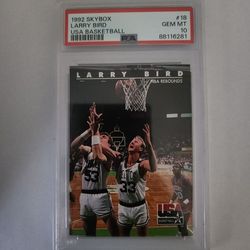 1992 SKYBOX #18
LARRY BIRD GEM MT
USA BASKETBALL 10
PSA 88116281
LARRY BIRD
NBA REBOUNDS
33
33
USA
BASKETBALL